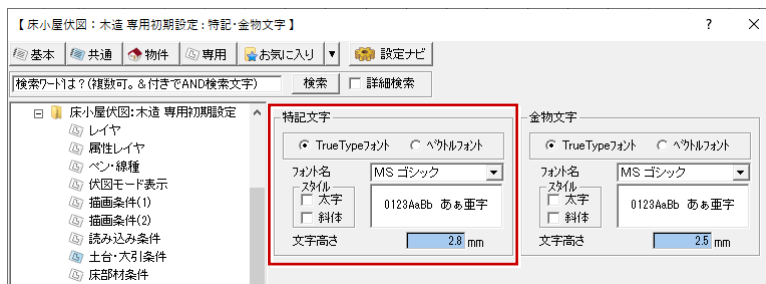 【床小屋伏図：木造 専用初期設定：特記・金物文字】 ? ×
基本 共通 物件 専用 お気に入り ▼ 設定ナビ
検索ワードは？(複数可。&付きでAND検索文字) 検索 詳細検索
床小屋伏図:木造 専用初期設定
レイヤ
属性レイヤ
ペン・線種
伏図モード表示
描画条件(1)
描画条件(2)
読み込み条件
土台・大引条件
床部材条件
特記文字
TrueTypeフォント ベクトルフォント
フォント名 MS ゴシック
スタイル
太字
斜体
0123AaBb あぁ亜字
文字高さ 2.8 mm
金物文字
TrueTypeフォント ベクトルフォント
フォント名 MS ゴシック
スタイル
太字
斜体
0123AaBb あぁ亜字
文字高さ 2.5 mm